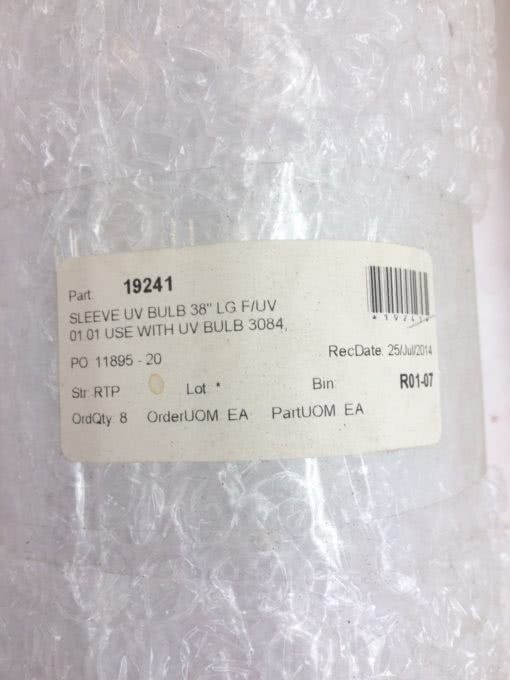 Part: 19241
SLEEVE UV BULB 38" LG F/UV
01 01 USE WITH UV BULB 3084,
PO 11895 - 20
RecDate: 25/Jul/2014
Str: RTP Lot: * Bin: R01-07
OrdQty: 8 OrderUOM: EA PartUOM: EA